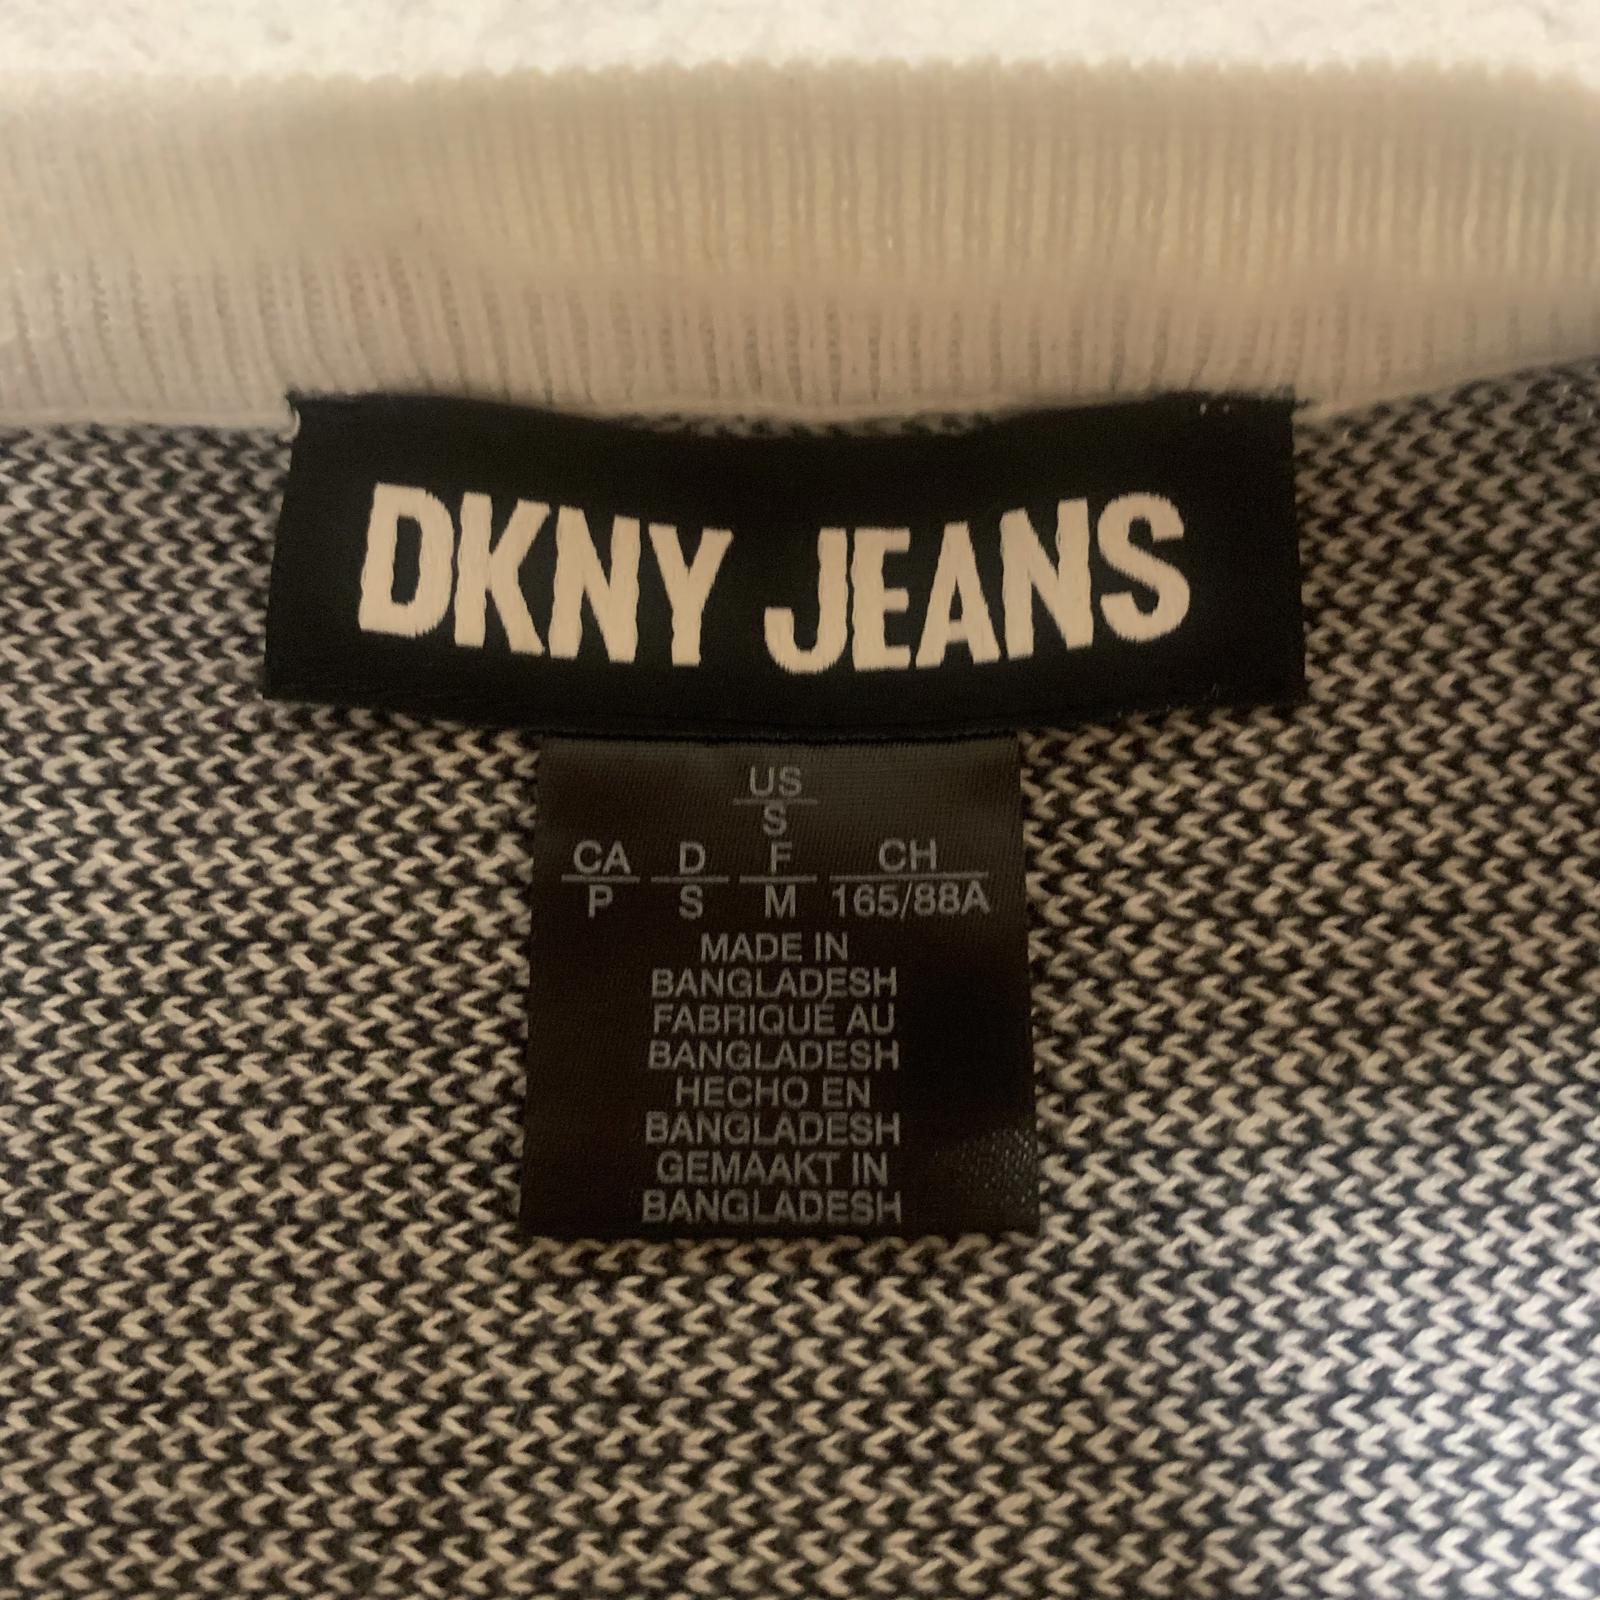 DKNY JEANS
US
S
CA D F CH
P S M 165/88A
MADE IN
BANGLADESH
FABRIQUÉ AU
BANGLADESH
HECHO EN
BANGLADESH
GEMAAKT IN
BANGLADESH